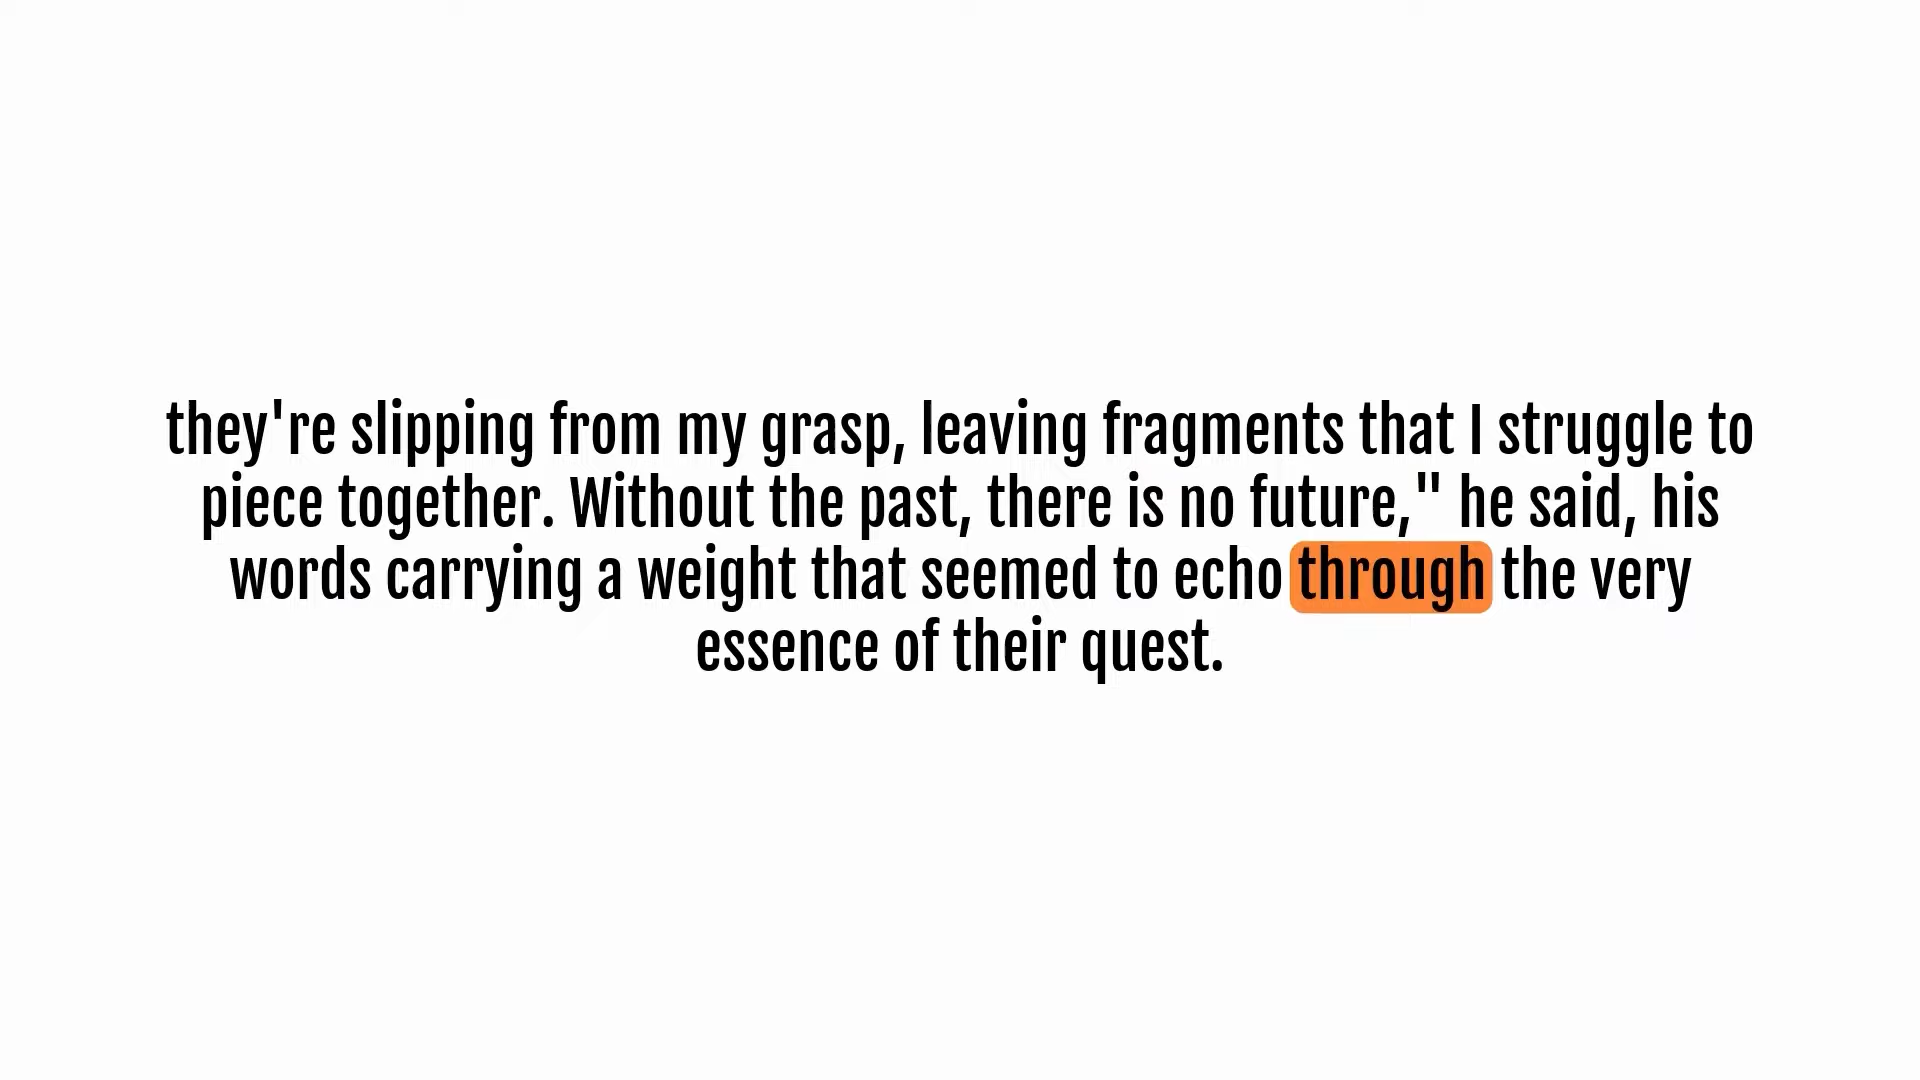 they're slipping from my grasp, leaving fragments that I struggle to
piece together. Without the past, there is no future," he said, his
words carrying a weight that seemed to echo through the very
essence of their quest.